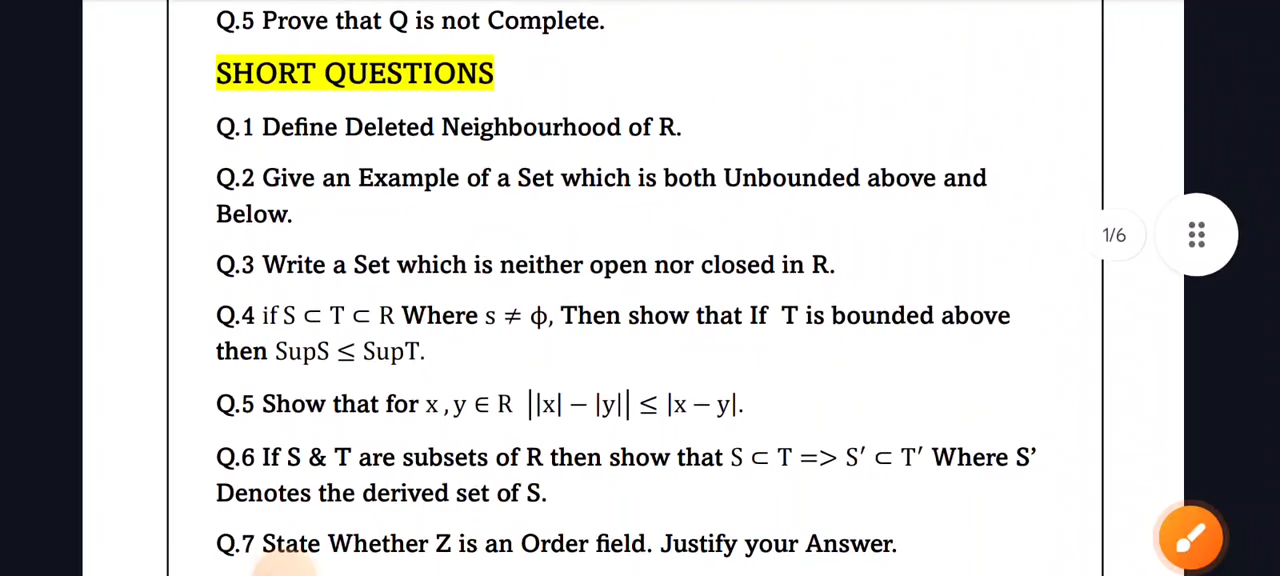 Q.5 Prove that Q is not Complete.
SHORT QUESTIONS
Q.1 Define Deleted Neighbourhood of R.
Q.2 Give an Example of a Set which is both Unbounded above and
Below.
Q.3 Write a Set which is neither open nor closed in R.
1/6
Q.4 if S ⊂ T ⊂ R Where s ≠ ϕ, Then show that If T is bounded above
then SupS ≤ SupT.
Q.5 Show that for x , y ∈ R ||x| − |y|| ≤ |x − y|.
Q.6 If S & T are subsets of R then show that S ⊂ T => S′ ⊂ T′ Where S’
Denotes the derived set of S.
Q.7 State Whether Z is an Order field. Justify your Answer.